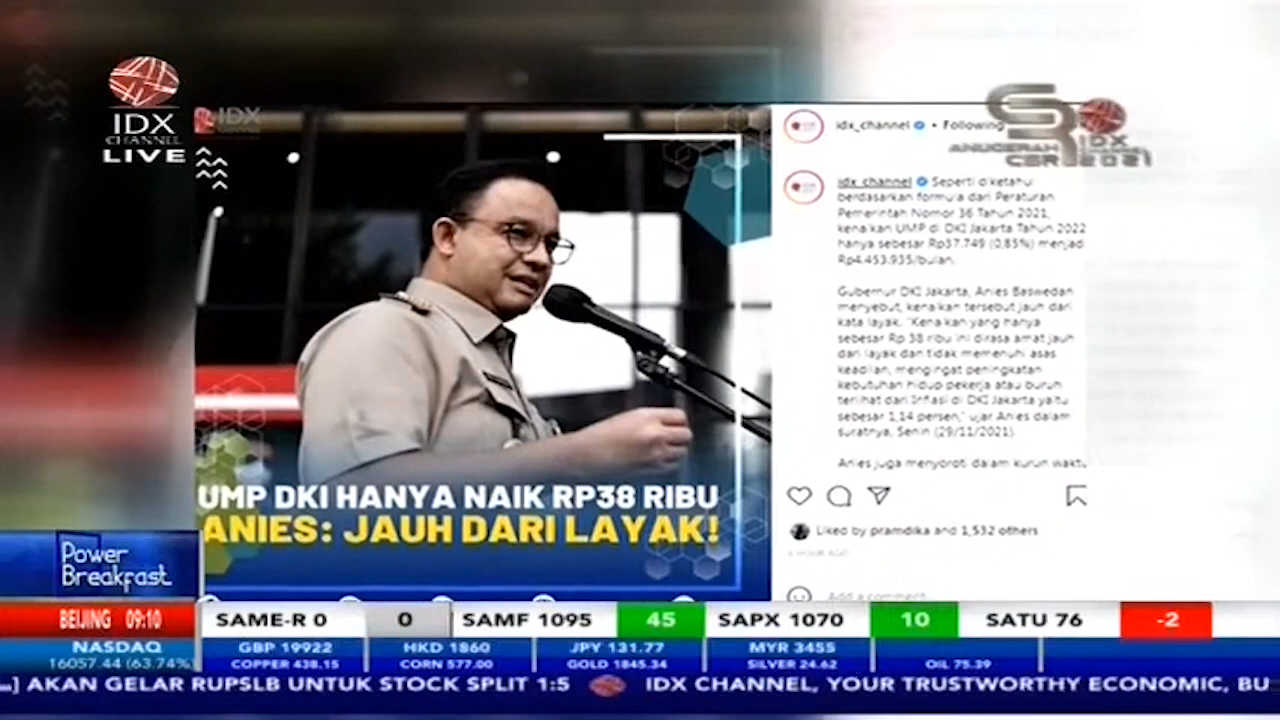 IDX
CHANNEL
LIVE
IDX
CHANNEL
idx_channel • Following
ANUGERAH
CSR
IDX
2021
idx_channel Seperti diketahui
berdasarkan formula dari Peraturan
Pemerintah Nomor 36 Tahun 2021,
kenaikan UMP di DKI Jakarta Tahun 2022
hanya sebesar Rp37.749 (0,85%) menjadi
Rp4.453.935/bulan.
Gubernur DKI Jakarta, Anies Baswedan
menyebut, kenaikan tersebut jauh dari
kata layak. "Kenaikan yang hanya
sebesar Rp 38 ribu ini dirasa amat jauh
dari layak dan tidak memenuhi asas
keadilan, mengingat peningkatan
kebutuhan hidup pekerja atau buruh
terlihat dari Inflasi di DKI Jakarta yaitu
sebesar 1,14 persen," ujar Anies dalam
suratnya, Senin (29/11/2021).
Anies juga menyoroti dalam kurun waktu
UMP DKI HANYA NAIK RP38 RIBU
ANIES: JAUH DARI LAYAK!
Liked by pramdika and 1,532 others
HOUR AGO
Add a comment...
Power
Breakfast
BEIJING 09:10
SAME-R 0 0 SAMF 1095 45 SAPX 1070 10 SATU 76 -2
NASDAQ
16057.44 (63.74%)
GBP 19922 HKD 1860 JPY 131.77 MYR 3455
COPPER 438.15 CORN 577.00 GOLD 1845.34 SILVER 24.62 OIL 75.39
] AKAN GELAR RUPSLB UNTUK STOCK SPLIT 1:5 IDX CHANNEL, YOUR TRUSTWORTHY ECONOMIC, BU